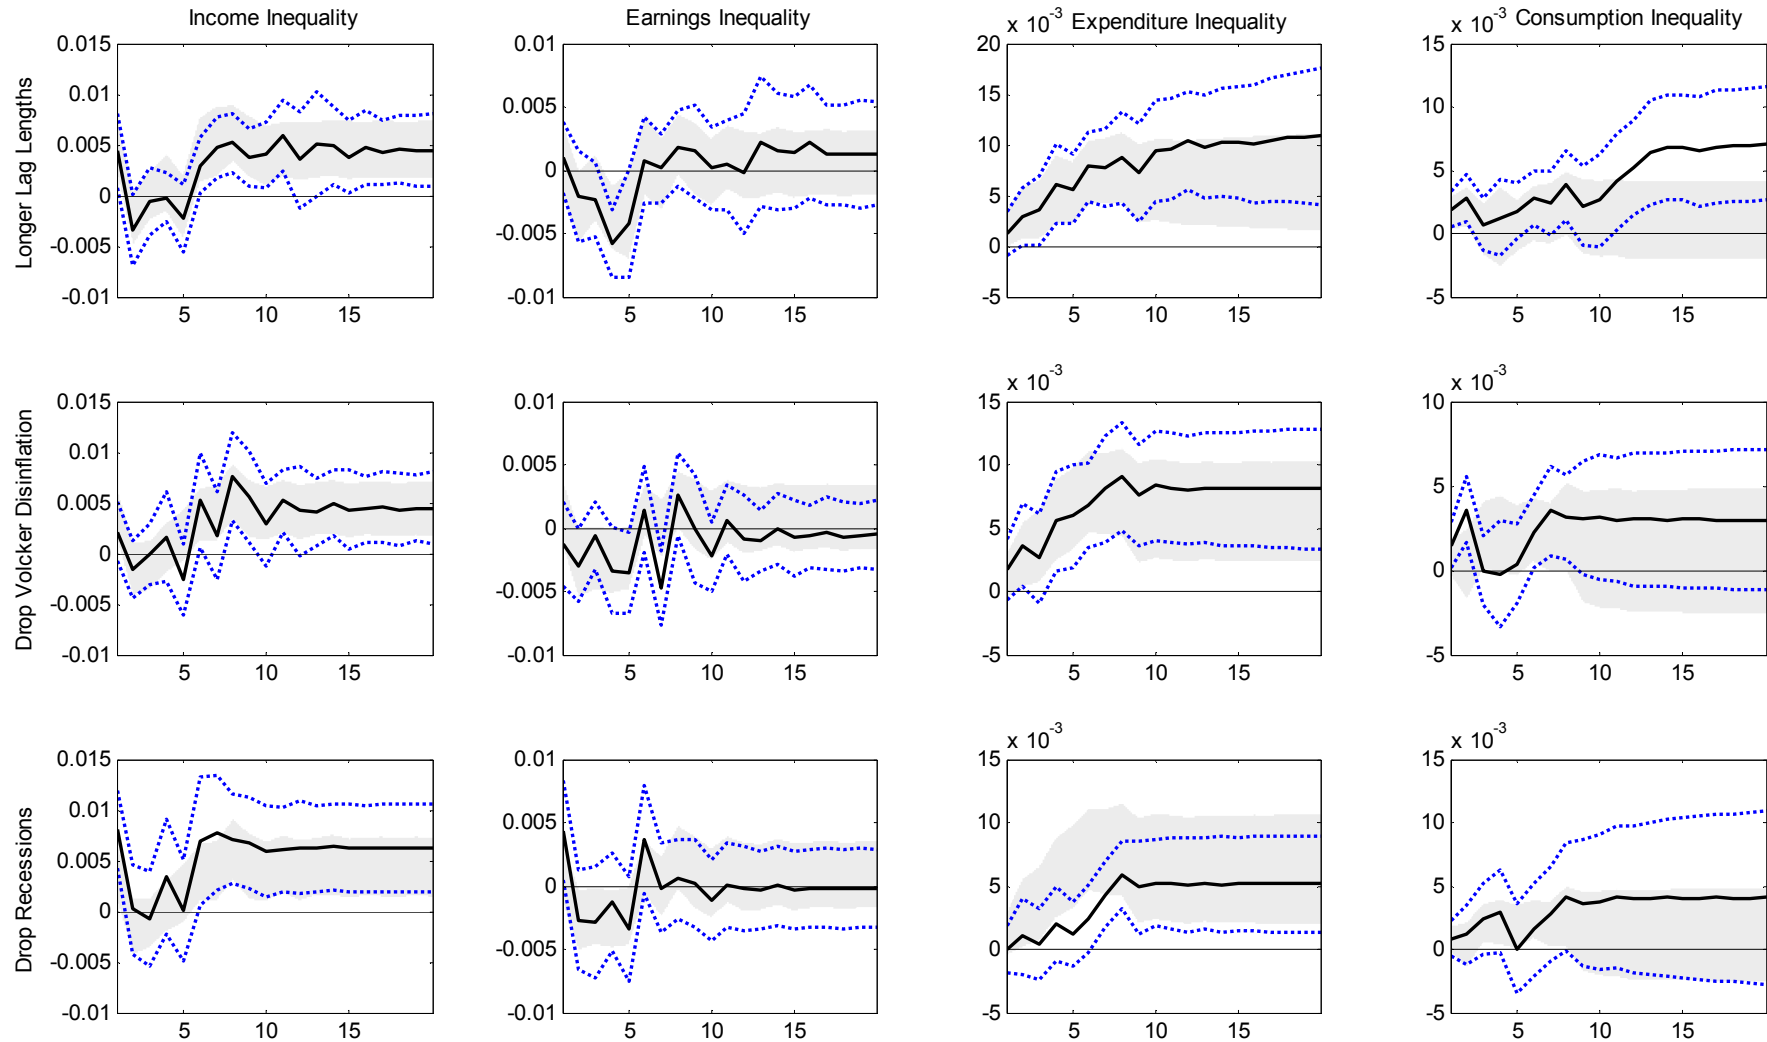 Income Inequality
Earnings Inequality
x 10-3 Expenditure Inequality
x 10-3 Consumption Inequality
Longer Lag Lengths
0.015
0.01
0.005
0
-0.005
-0.01
5 10 15
0.01
0.005
0
-0.005
-0.01
5 10 15
20
15
10
5
0
-5
5 10 15
15
10
5
0
-5
5 10 15
Drop Volcker Disinflation
0.015
0.01
0.005
0
-0.005
-0.01
5 10 15
0.01
0.005
0
-0.005
-0.01
5 10 15
x 10-3
15
10
5
0
-5
5 10 15
x 10-3
10
5
0
-5
5 10 15
Drop Recessions
0.015
0.01
0.005
0
-0.005
-0.01
5 10 15
0.01
0.005
0
-0.005
-0.01
5 10 15
x 10-3
15
10
5
0
-5
5 10 15
x 10-3
15
10
5
0
-5
5 10 15